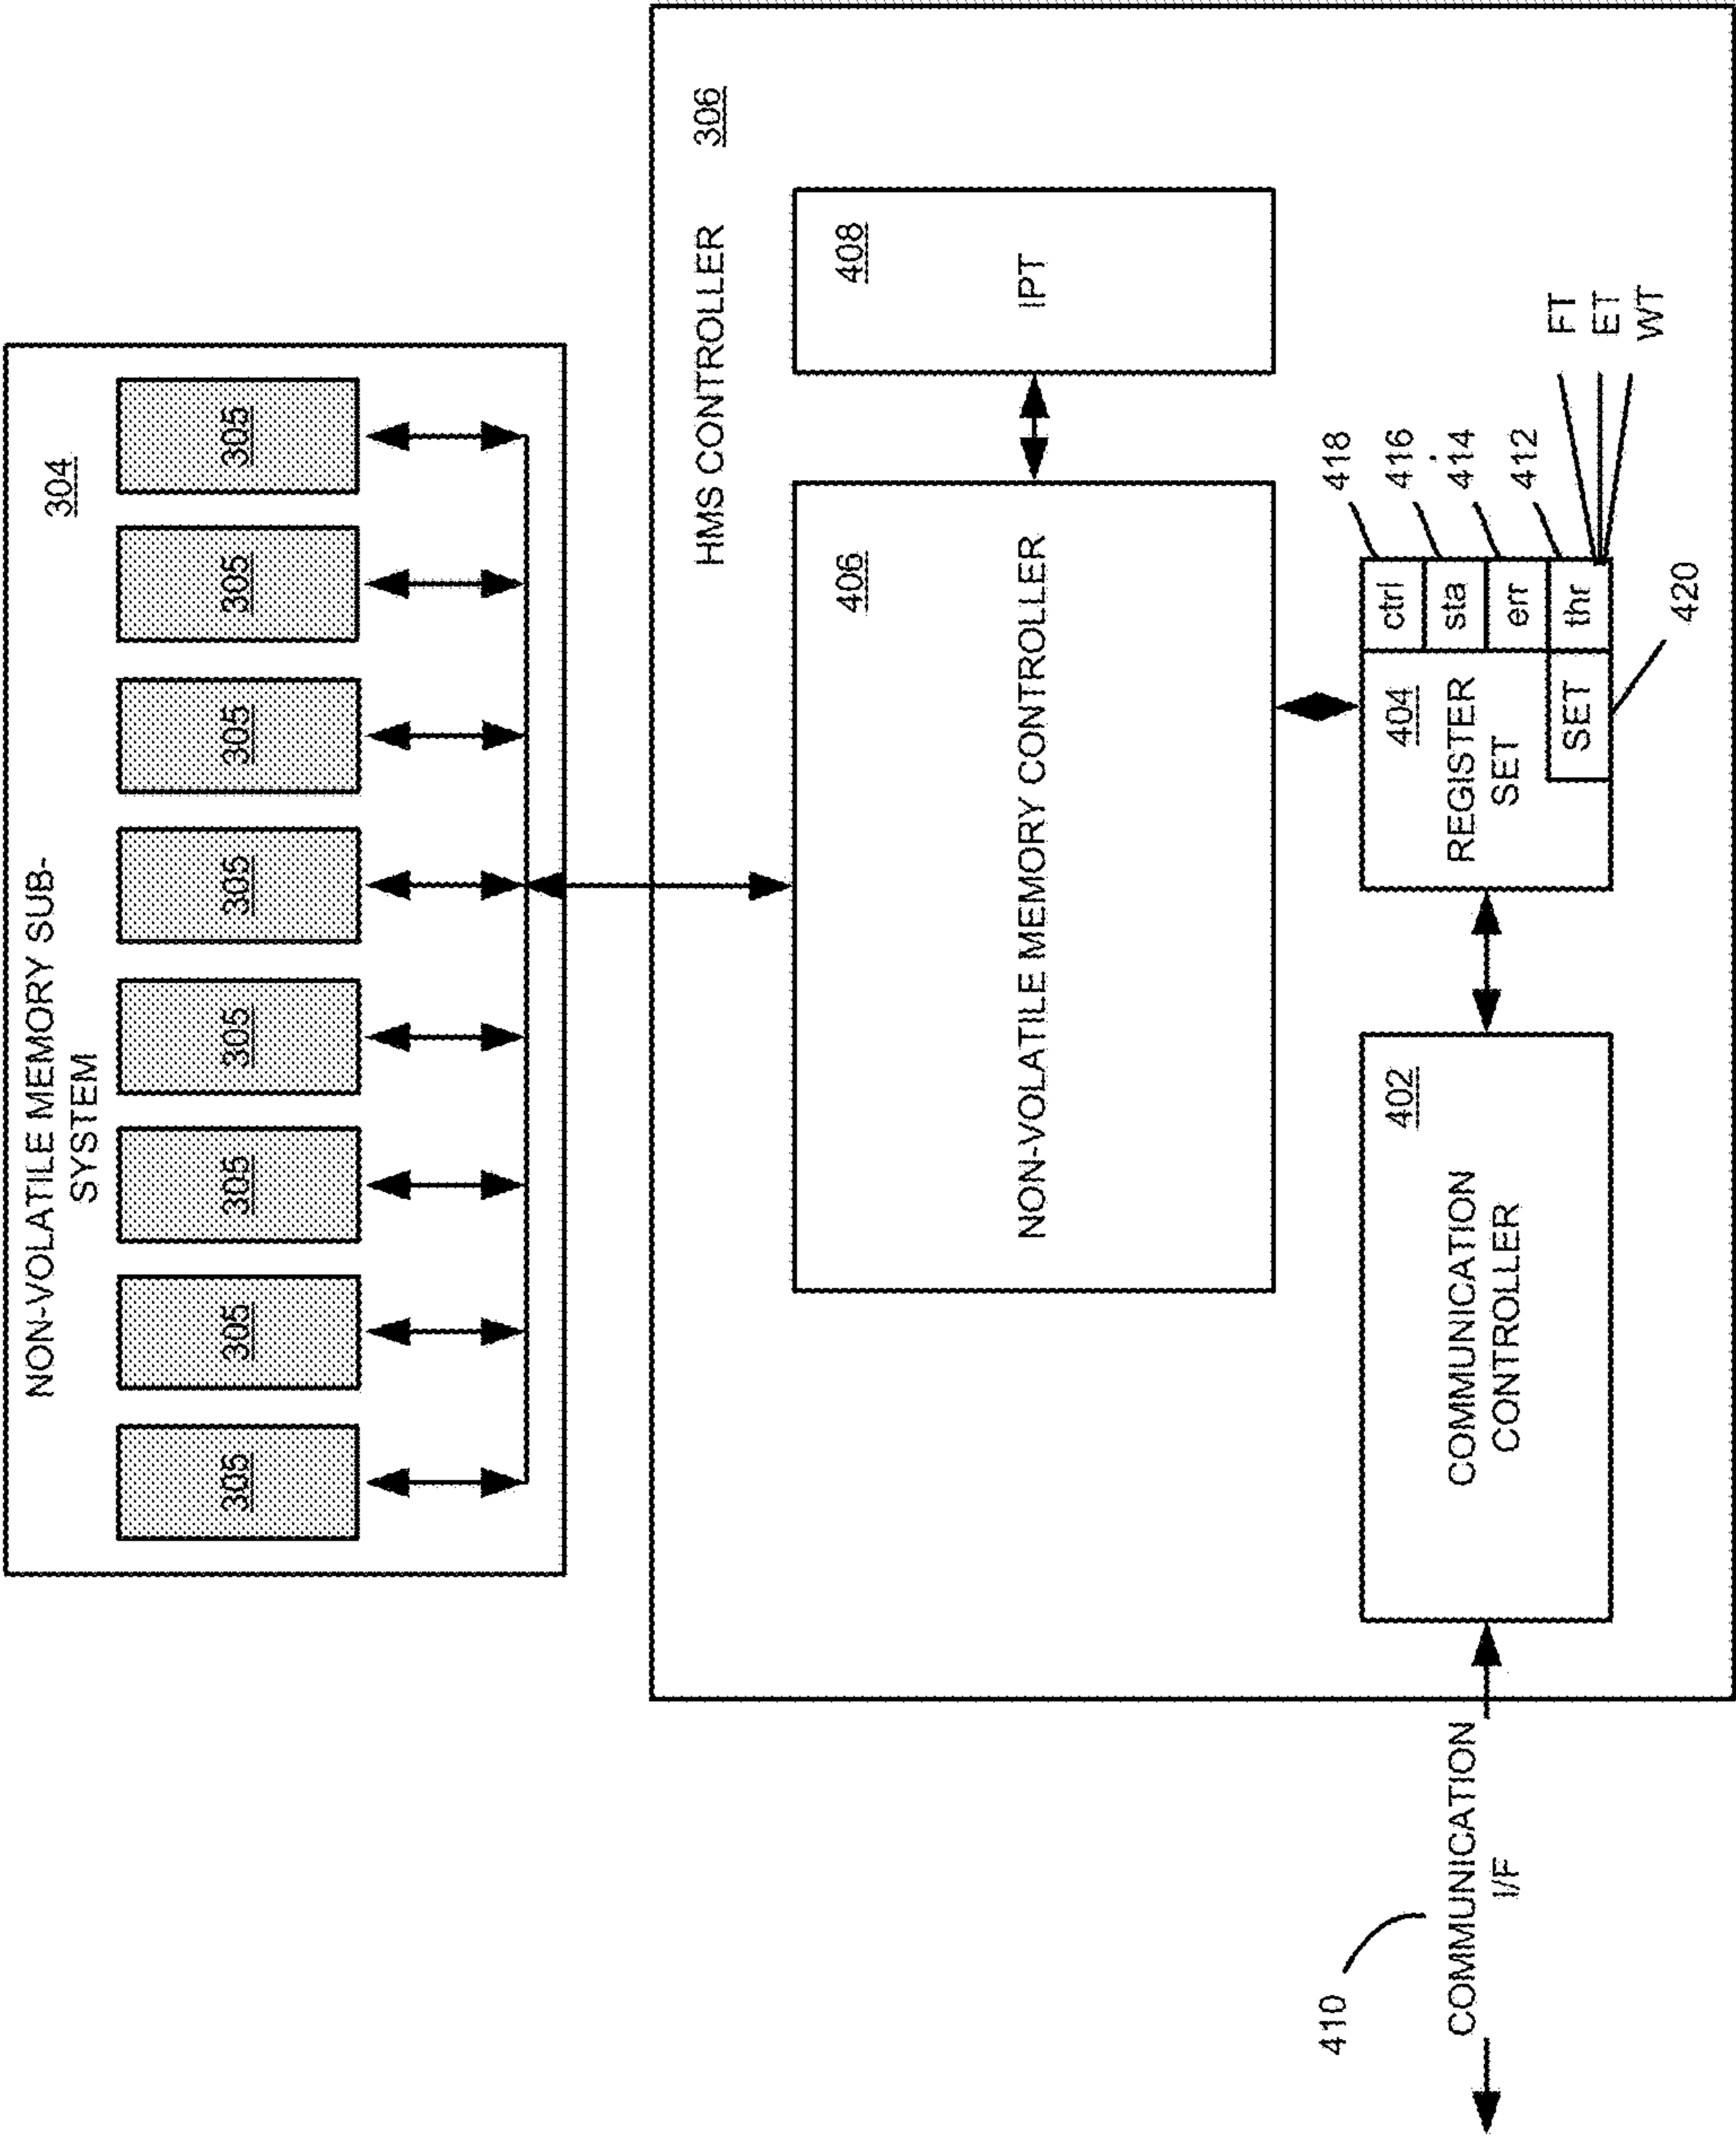 NON-VOLATILE MEMORY SUB-
SYSTEM
304
305
305
305
305
305
305
305
305
HMS CONTROLLER
306
406
NON-VOLATILE MEMORY CONTROLLER
408
IPT
402
COMMUNICATION
CONTROLLER
404
REGISTER
SET
SET
ctrl
sta
err
thr
418
416
414
412
FT
ET
WT
420
410
COMMUNICATION
I/F